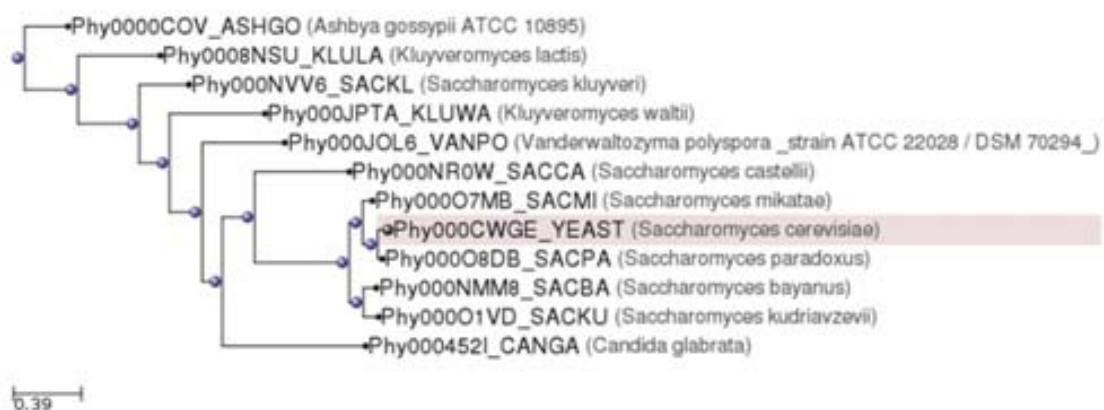 Phy0000COV_ASHGO (Ashbya gossypii ATCC 10895)
Phy0008NSU_KLULA (Kluyveromyces lactis)
Phy000NVV6_SACKL (Saccharomyces kluyveri)
Phy000JPTA_KLUWA (Kluyveromyces waltii)
Phy000JOL6_VANPO (Vanderwaltozyma polyspora _strain ATCC 22028 / DSM 70294_)
Phy000NR0W_SACCA (Saccharomyces castellii)
Phy000O7MB_SACMI (Saccharomyces mikatae)
Phy000CWGE_YEAST (Saccharomyces cerevisiae)
Phy000O8DB_SACPA (Saccharomyces paradoxus)
Phy000NMM8_SACBA (Saccharomyces bayanus)
Phy000O1VD_SACKU (Saccharomyces kudriavzevii)
Phy000452I_CANGA (Candida glabrata)
0.39